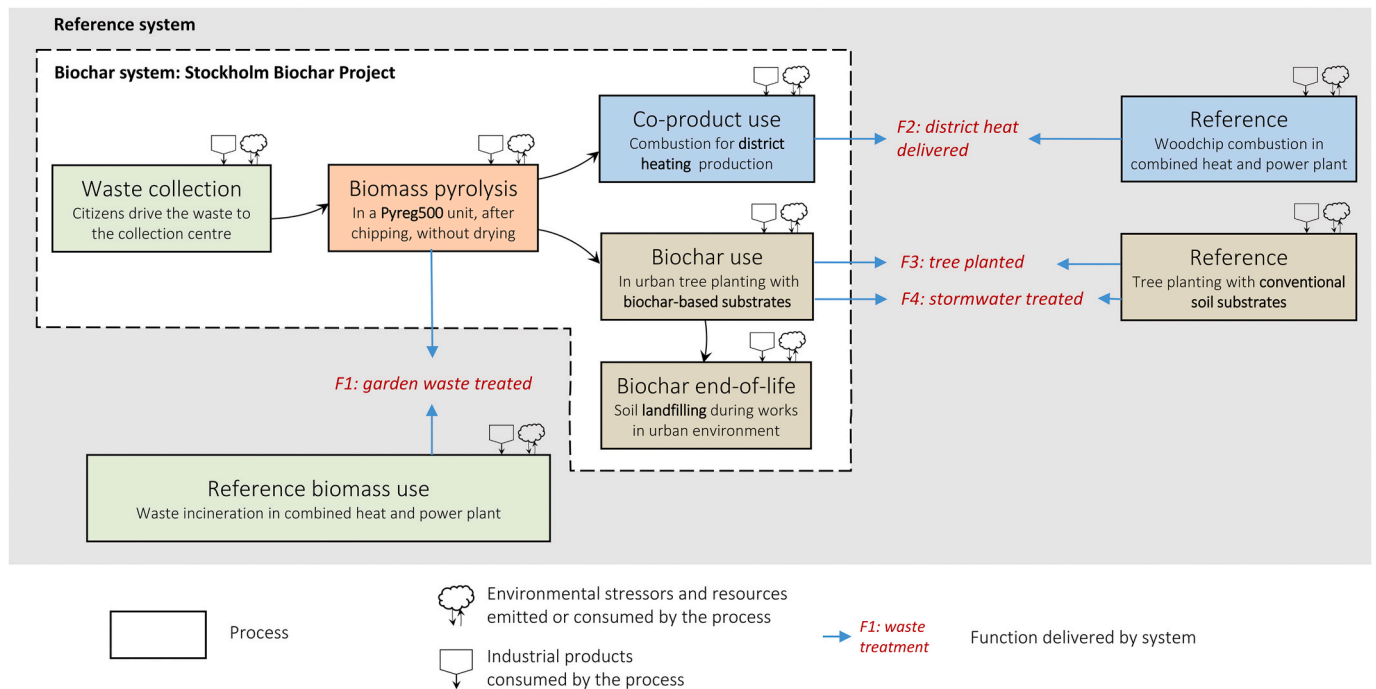 Reference system
Biochar system: Stockholm Biochar Project
Waste collection
Citizens drive the waste to
the collection centre
Biomass pyrolysis
In a Pyreg500 unit, after
chipping, without drying
Co-product use
Combustion for district
heating production
F2: district heat
delivered
Reference
Woodchip combustion in
combined heat and power plant
Biochar use
In urban tree planting with
biochar-based substrates
F3: tree planted
F4: stormwater treated
Reference
Tree planting with conventional
soil substrates
Biochar end-of-life
Soil landfilling during works
in urban environment
F1: garden waste treated
Reference biomass use
Waste incineration in combined heat and power plant
Process
Environmental stressors and resources
emitted or consumed by the process
Industrial products
consumed by the process
F1: waste
treatment
Function delivered by system